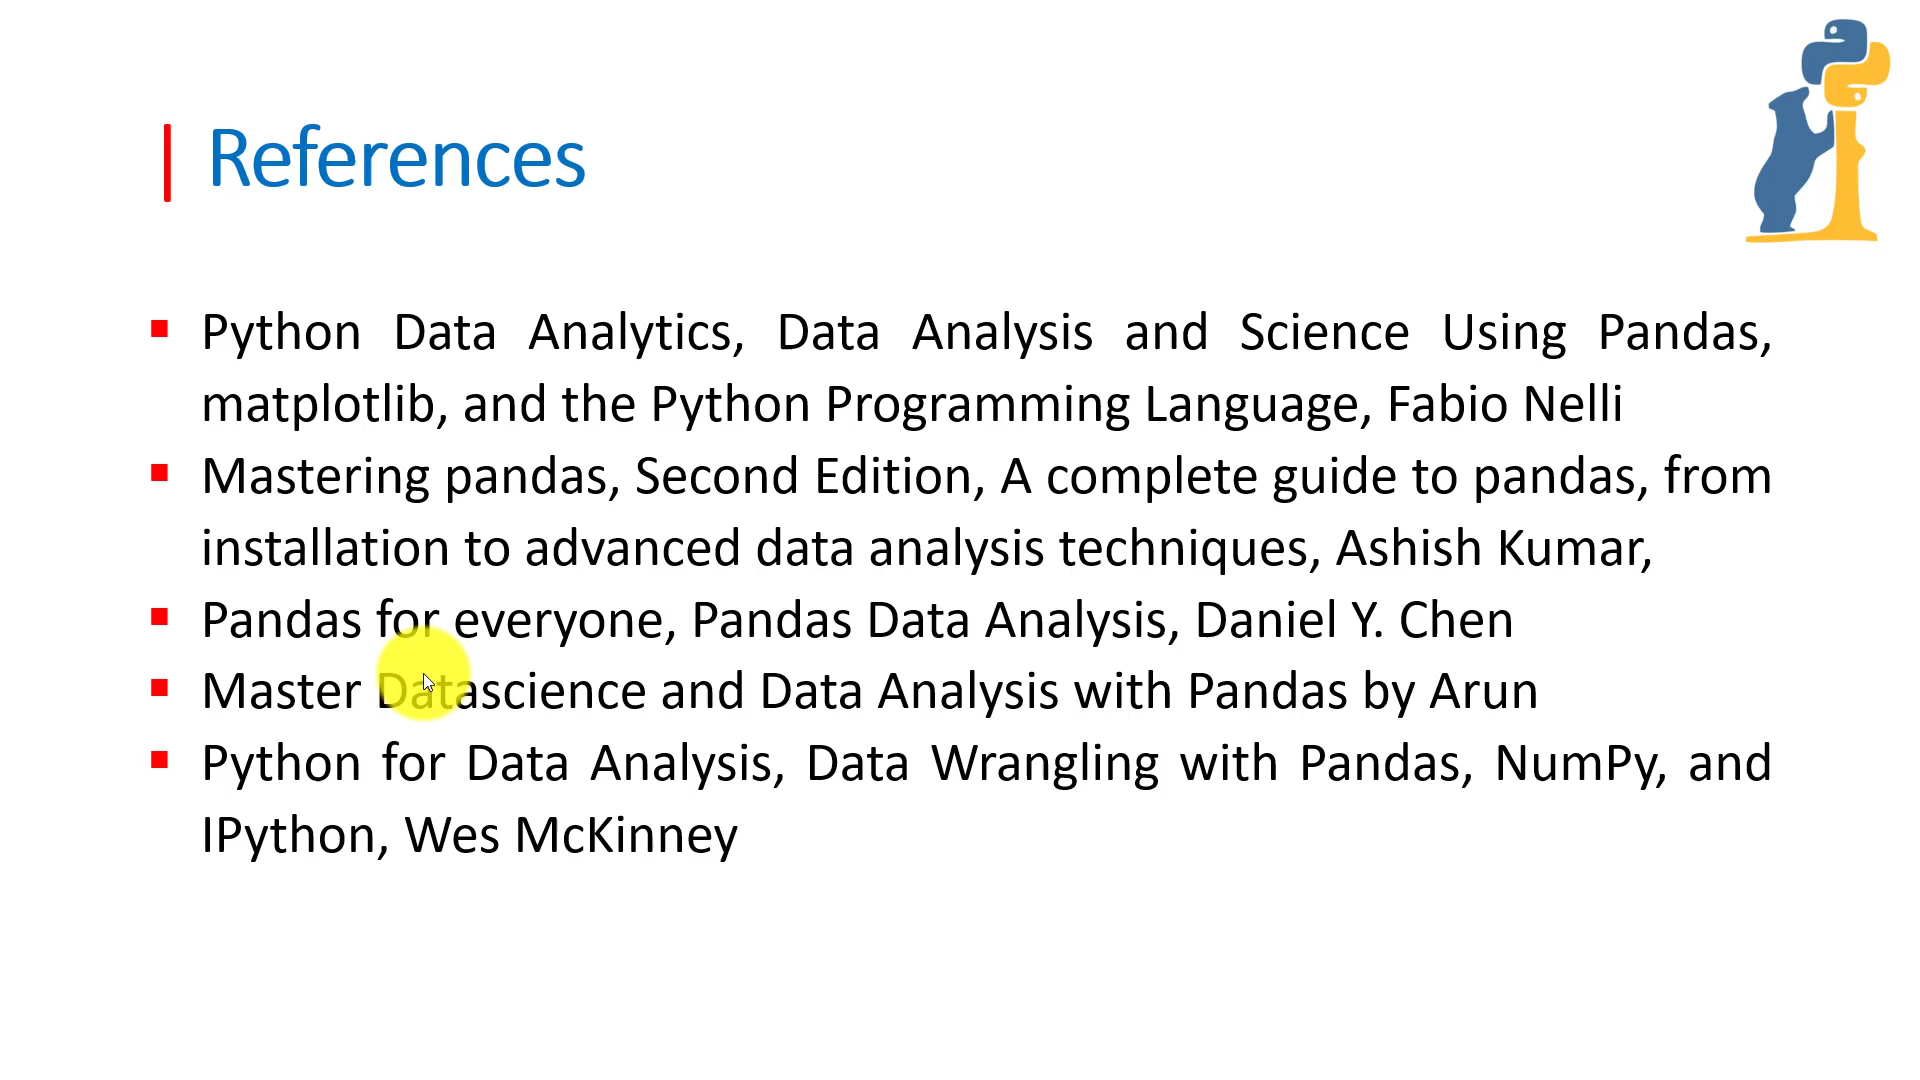 References
Python Data Analytics, Data Analysis and Science Using Pandas,
matplotlib, and the Python Programming Language, Fabio Nelli
Mastering pandas, Second Edition, A complete guide to pandas, from
installation to advanced data analysis techniques, Ashish Kumar,
Pandas for everyone, Pandas Data Analysis, Daniel Y. Chen
Master Datascience and Data Analysis with Pandas by Arun
Python for Data Analysis, Data Wrangling with Pandas, NumPy, and
IPython, Wes McKinney